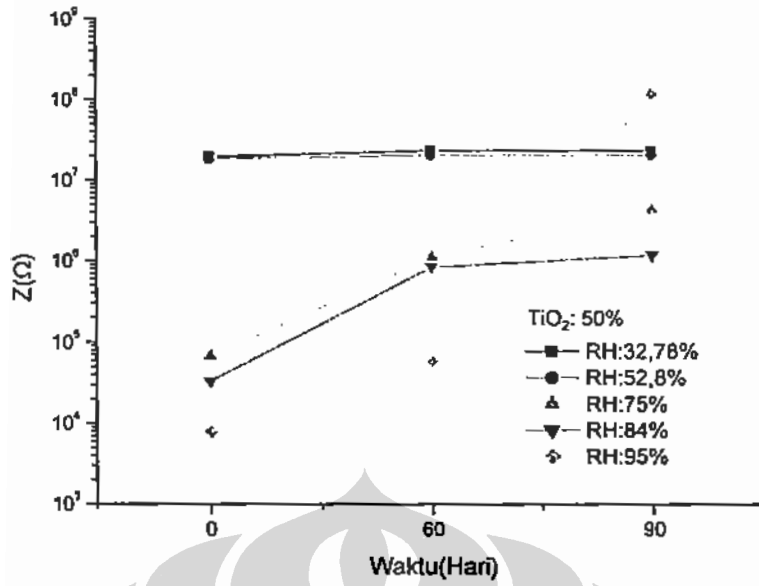 10⁹
10⁸
10⁷
10⁶
10⁵
10⁴
10³
Z(Ω)
0
60
90
Waktu(Hari)
TiO₂: 50%
RH:32,78%
RH:52,8%
RH:75%
RH:84%
RH:95%